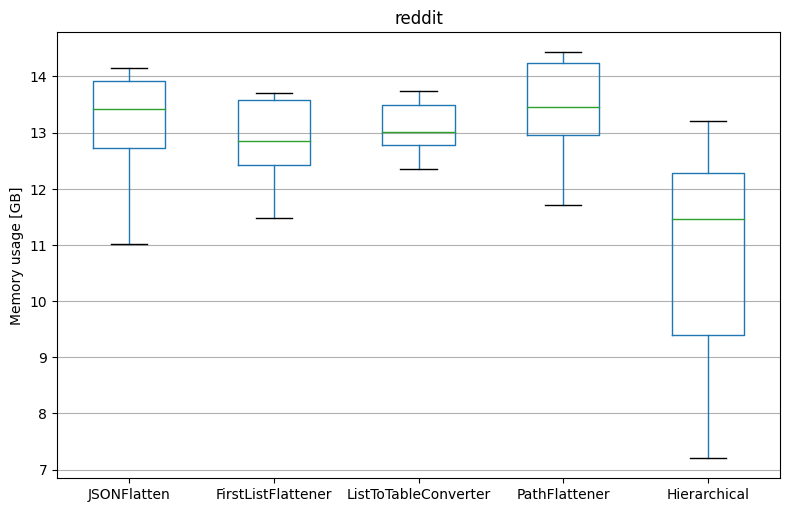 reddit
Memory usage [GB]
14
13
12
11
10
9
8
7
JSONFlatten FirstListFlattener ListToTableConverter PathFlattener Hierarchical